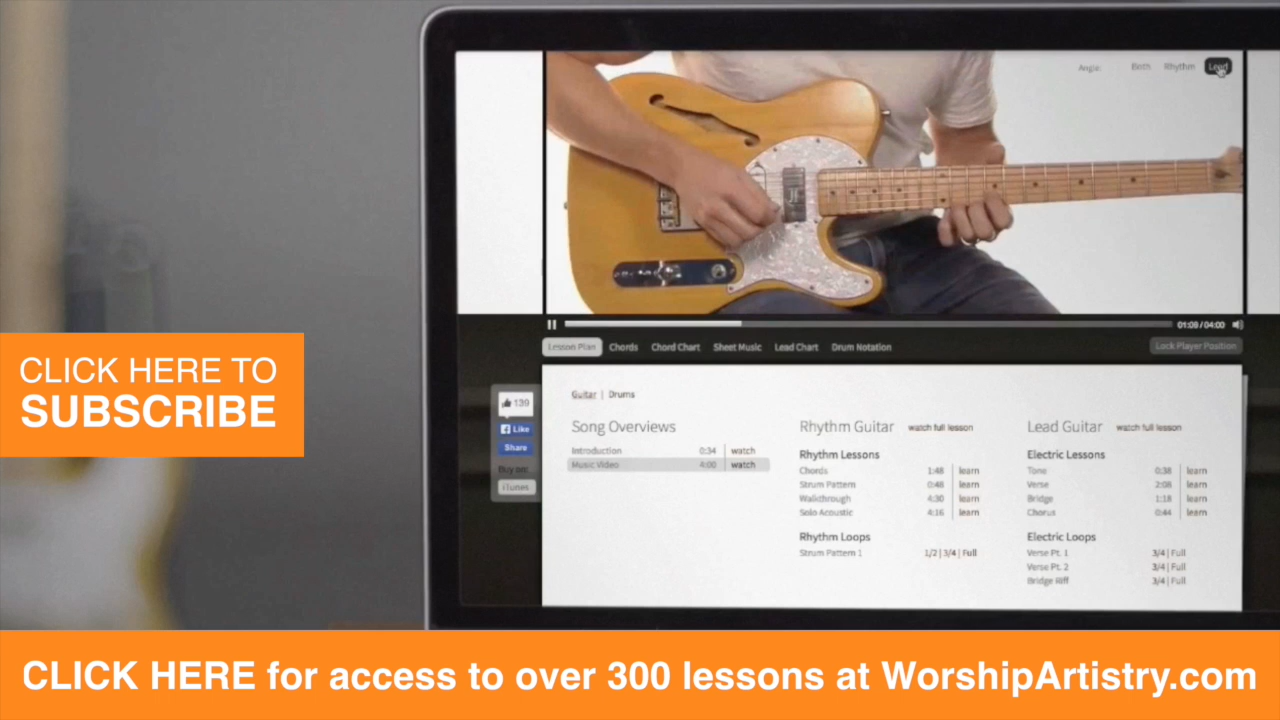 Angle: Both Rhythm Lead
01:09 / 04:00
Lesson Plan Chords Chord Chart Sheet Music Lead Chart Drum Notation Lock Player Position
CLICK HERE TO
SUBSCRIBE
139
Like
Share
Buy on:
iTunes
Guitar | Drums
Song Overviews
Introduction 0:34 watch
Music Video 4:00 watch
Rhythm Guitar watch full lesson
Rhythm Lessons
Chords 1:48 learn
Strum Pattern 0:48 learn
Walkthrough 4:30 learn
Solo Acoustic 4:16 learn
Rhythm Loops
Strum Pattern 1 1/2 | 3/4 | Full
Lead Guitar watch full lesson
Electric Lessons
Tone 0:38 learn
Verse 2:08 learn
Bridge 1:18 learn
Chorus 0:44 learn
Electric Loops
Verse Pt. 1 3/4 | Full
Verse Pt. 2 3/4 | Full
Bridge Riff 3/4 | Full
CLICK HERE for access to over 300 lessons at WorshipArtistry.com